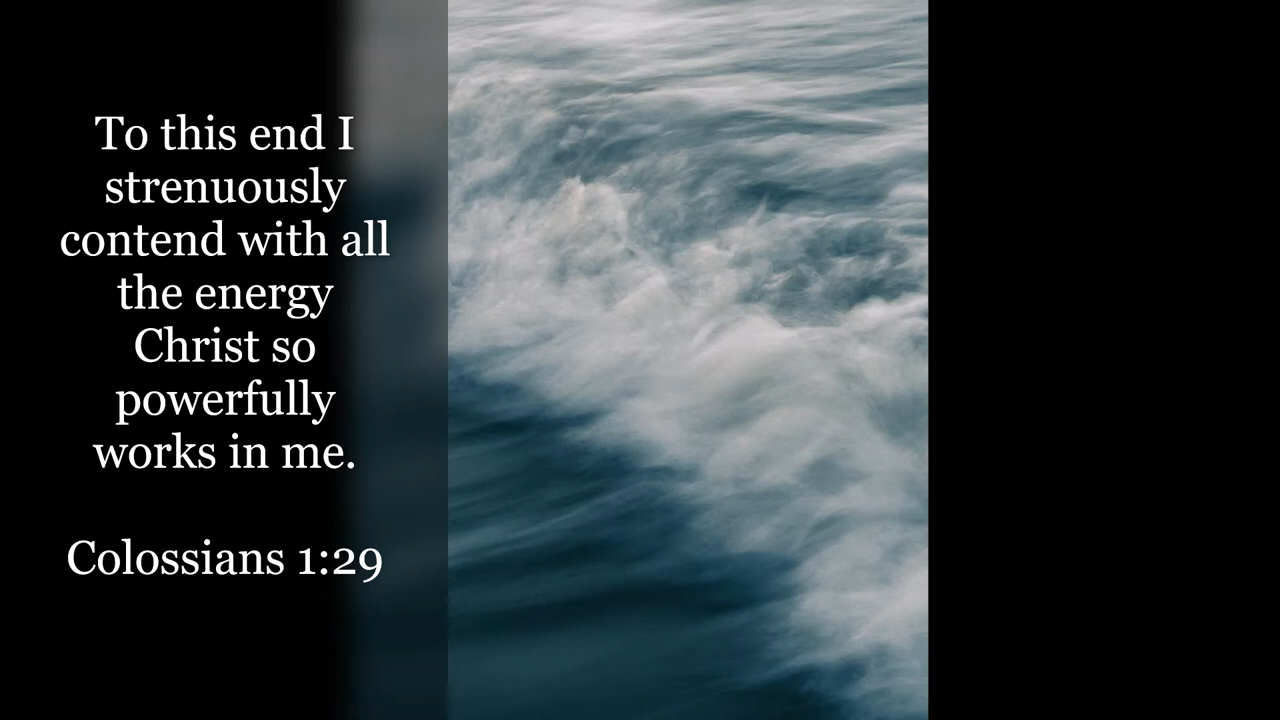 To this end I
strenuously
contend with all
the energy
Christ so
powerfully
works in me.
Colossians 1:29